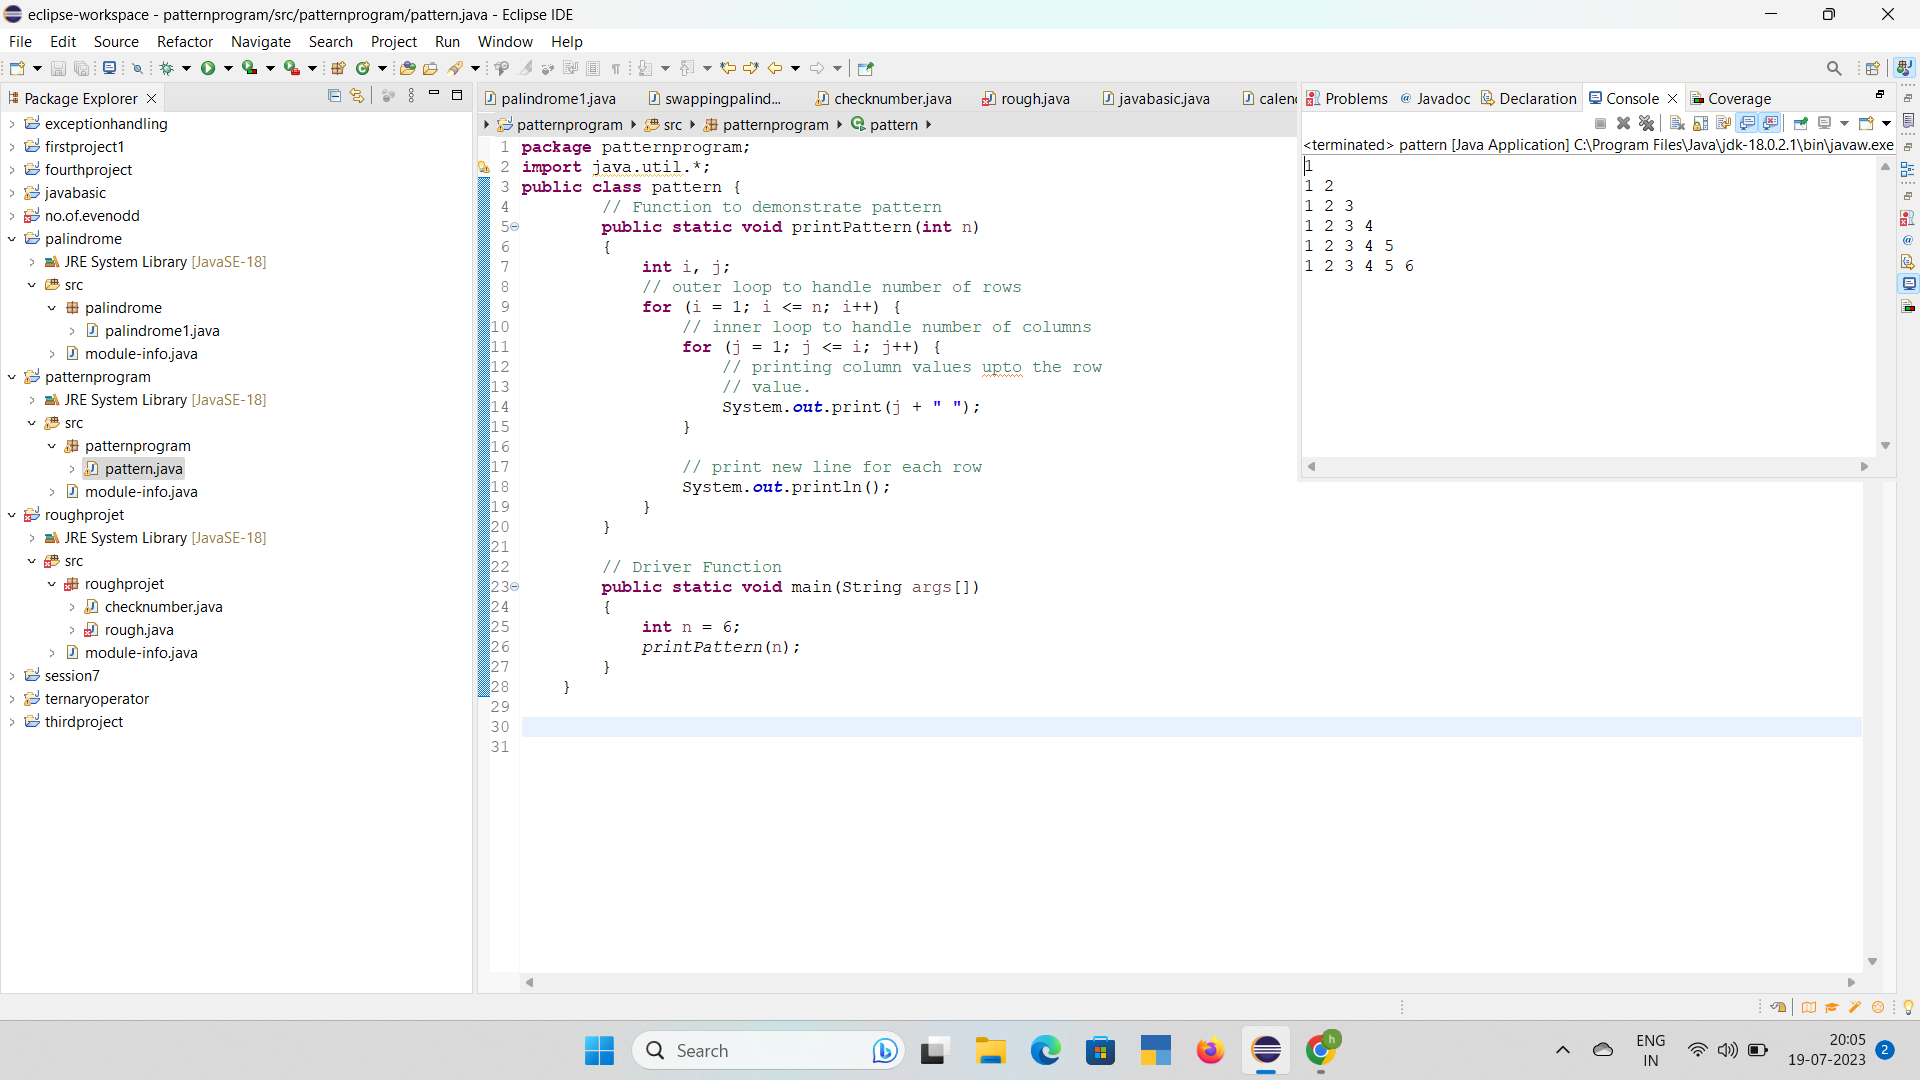 eclipse-workspace - patternprogram/src/patternprogram/pattern.java - Eclipse IDE
File Edit Source Refactor Navigate Search Project Run Window Help
Package Explorer
exceptionhandling
firstproject1
fourthproject
javabasic
no.of.evenodd
palindrome
JRE System Library [JavaSE-18]
src
palindrome
palindrome1.java
module-info.java
patternprogram
JRE System Library [JavaSE-18]
src
patternprogram
pattern.java
module-info.java
roughprojet
JRE System Library [JavaSE-18]
src
roughprojet
checknumber.java
rough.java
module-info.java
session7
ternaryoperator
thirdproject
palindrome1.java swappingpalind... checknumber.java rough.java javabasic.java calen
patternprogram src patternprogram pattern
1 package patternprogram;
2 import java.util.*;
3 public class pattern {
4 // Function to demonstrate pattern
5 public static void printPattern(int n)
6 {
7 int i, j;
8 // outer loop to handle number of rows
9 for (i = 1; i <= n; i++) {
10 // inner loop to handle number of columns
11 for (j = 1; j <= i; j++) {
12 // printing column values upto the row
13 // value.
14 System.out.print(j + " ");
15 }
16
17 // print new line for each row
18 System.out.println();
19 }
20 }
21
22 // Driver Function
23 public static void main(String args[])
24 {
25 int n = 6;
26 printPattern(n);
27 }
28 }
29
30
31
Problems Javadoc Declaration Console Coverage
<terminated> pattern [Java Application] C:\Program Files\Java\jdk-18.0.2.1\bin\javaw.exe
1
1 2
1 2 3
1 2 3 4
1 2 3 4 5
1 2 3 4 5 6
Search
h
ENG
IN
20:05
19-07-2023
2